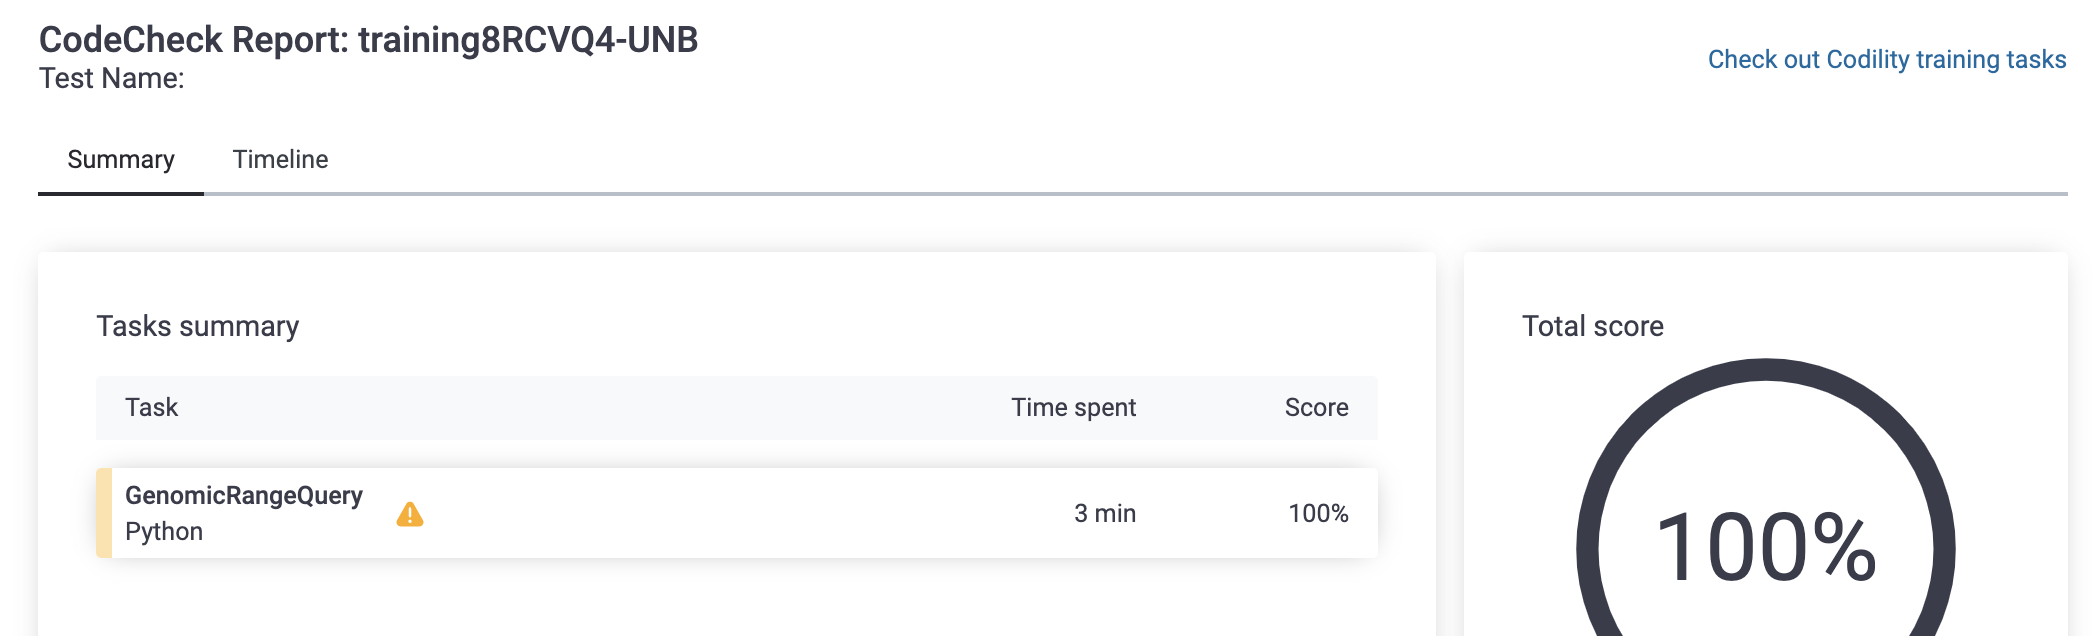 CodeCheck Report: training8RCVQ4-UNB
Test Name:
Check out Codility training tasks
Summary Timeline
Tasks summary
Task Time spent Score
GenomicRangeQuery
Python
3 min 100%
Total score
100%